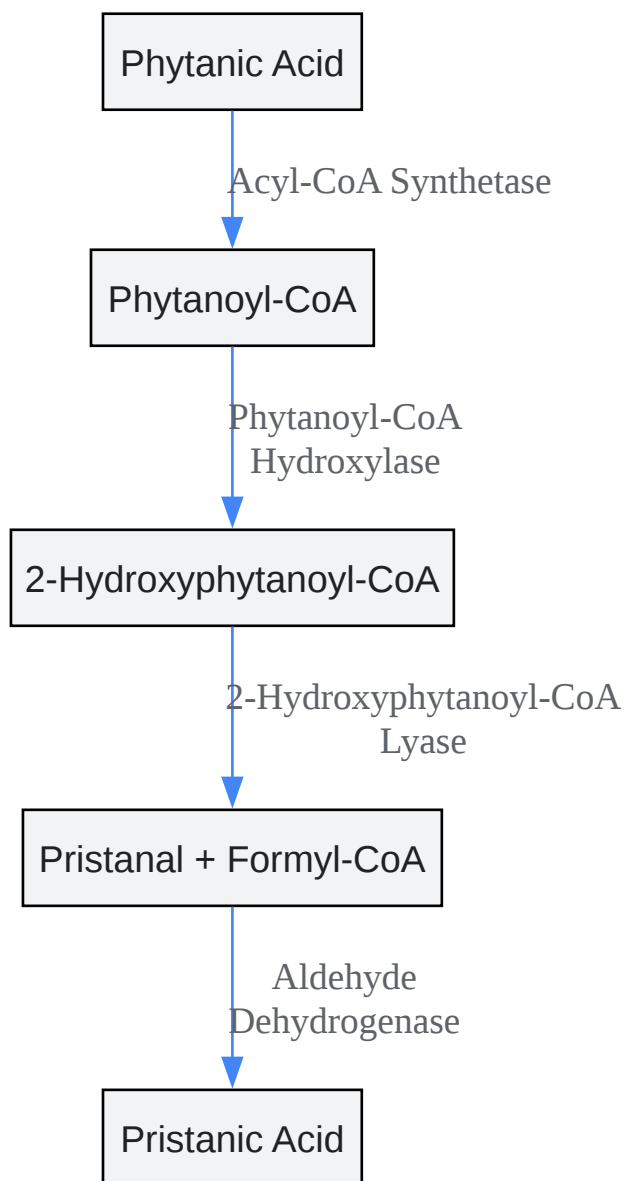 Phytanic Acid
Acyl-CoA Synthetase
Phytanoyl-CoA
Phytanoyl-CoA
Hydroxylase
2-Hydroxyphytanoyl-CoA
2-Hydroxyphytanoyl-CoA
Lyase
Pristanal + Formyl-CoA
Aldehyde
Dehydrogenase
Pristanic Acid